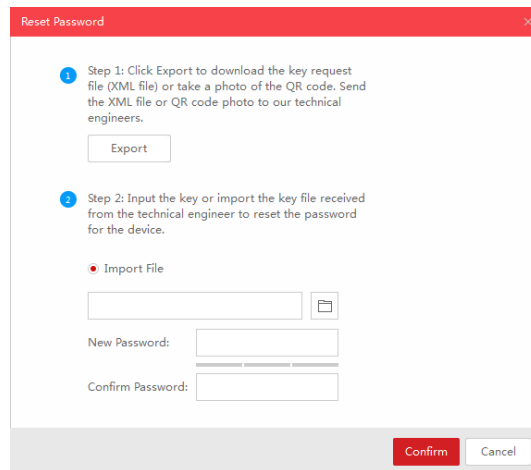 Reset Password
1
Step 1: Click Export to download the key request
file (XML file) or take a photo of the QR code. Send
the XML file or QR code photo to our technical
engineers.
Export
2
Step 2: Input the key or import the key file received
from the technical engineer to reset the password
for the device.
Import File
New Password:
Confirm Password:
Confirm
Cancel